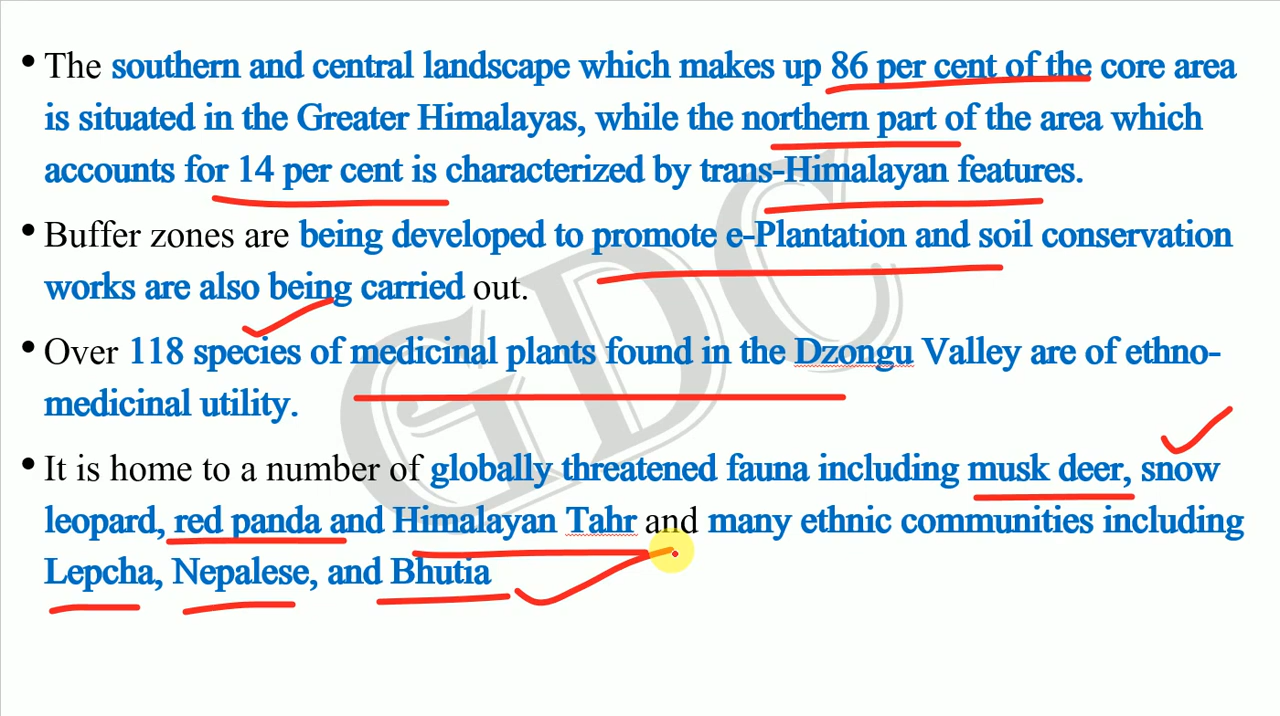 • The southern and central landscape which makes up 86 per cent of the core area
is situated in the Greater Himalayas, while the northern part of the area which
accounts for 14 per cent is characterized by trans-Himalayan features.
• Buffer zones are being developed to promote e-Plantation and soil conservation
works are also being carried out.
• Over 118 species of medicinal plants found in the Dzongu Valley are of ethno-
medicinal utility.
• It is home to a number of globally threatened fauna including musk deer, snow
leopard, red panda and Himalayan Tahr and many ethnic communities including
Lepcha, Nepalese, and Bhutia
GDC